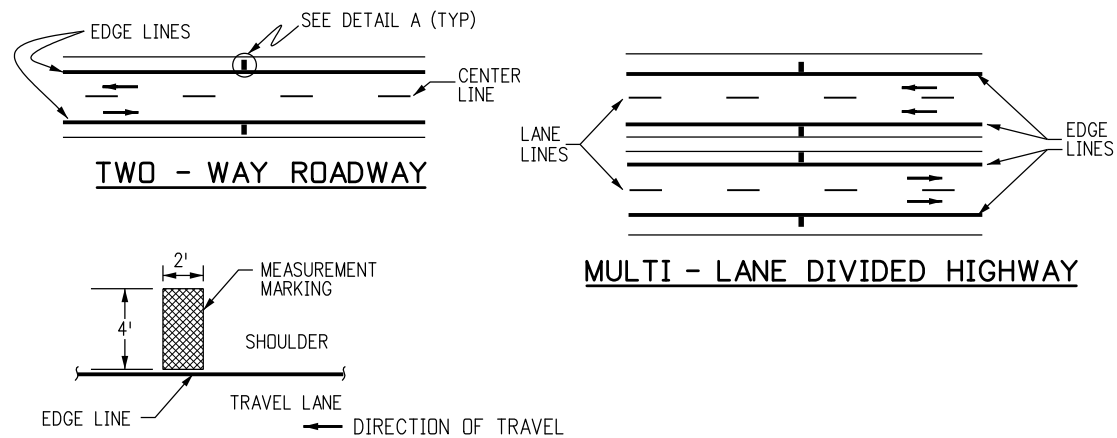 EDGE LINES
SEE DETAIL A (TYP)
CENTER
LINE
TWO - WAY ROADWAY
LANE
LINES
EDGE
LINES
MULTI - LANE DIVIDED HIGHWAY
2'
MEASUREMENT
MARKING
4'
SHOULDER
EDGE LINE
TRAVEL LANE
DIRECTION OF TRAVEL